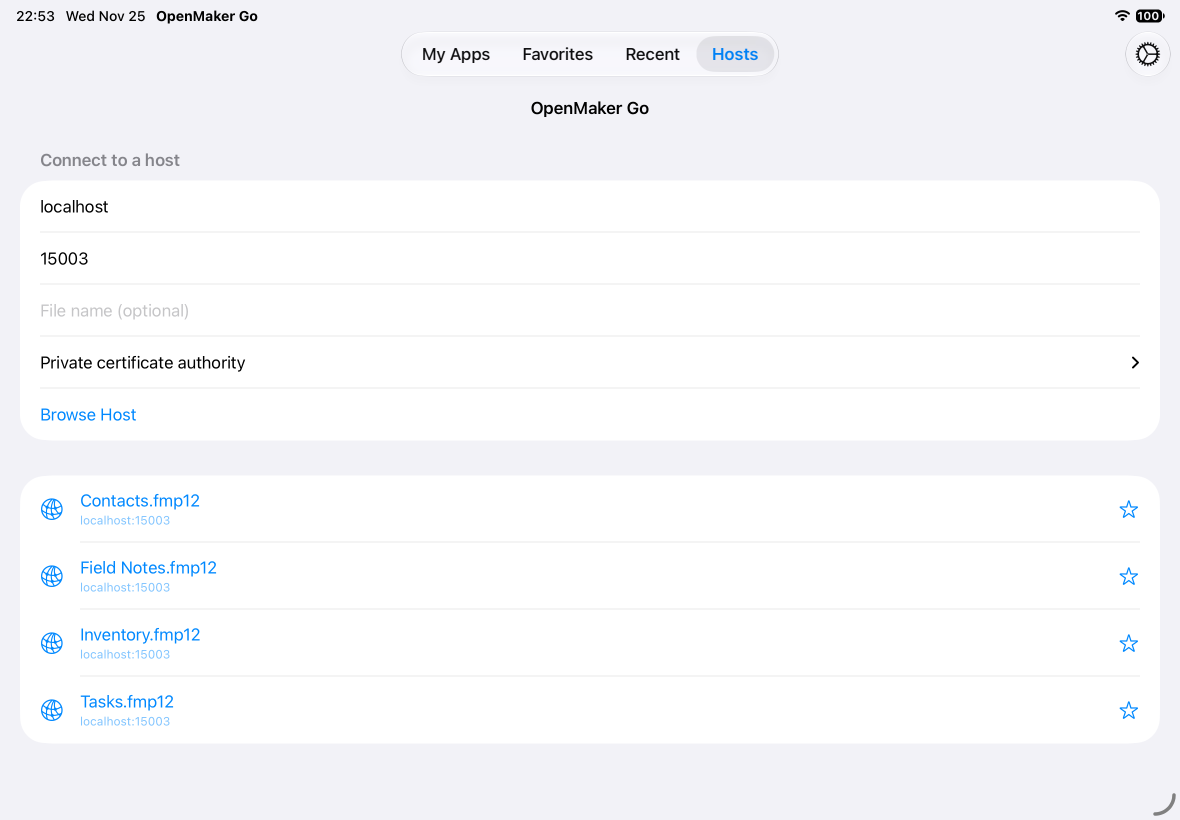 22:53 Wed Nov 25 OpenMaker Go 100
My Apps Favorites Recent Hosts
OpenMaker Go
Connect to a host
localhost
15003
File name (optional)
Private certificate authority
Browse Host
Contacts.fmp12
localhost:15003
Field Notes.fmp12
localhost:15003
Inventory.fmp12
localhost:15003
Tasks.fmp12
localhost:15003